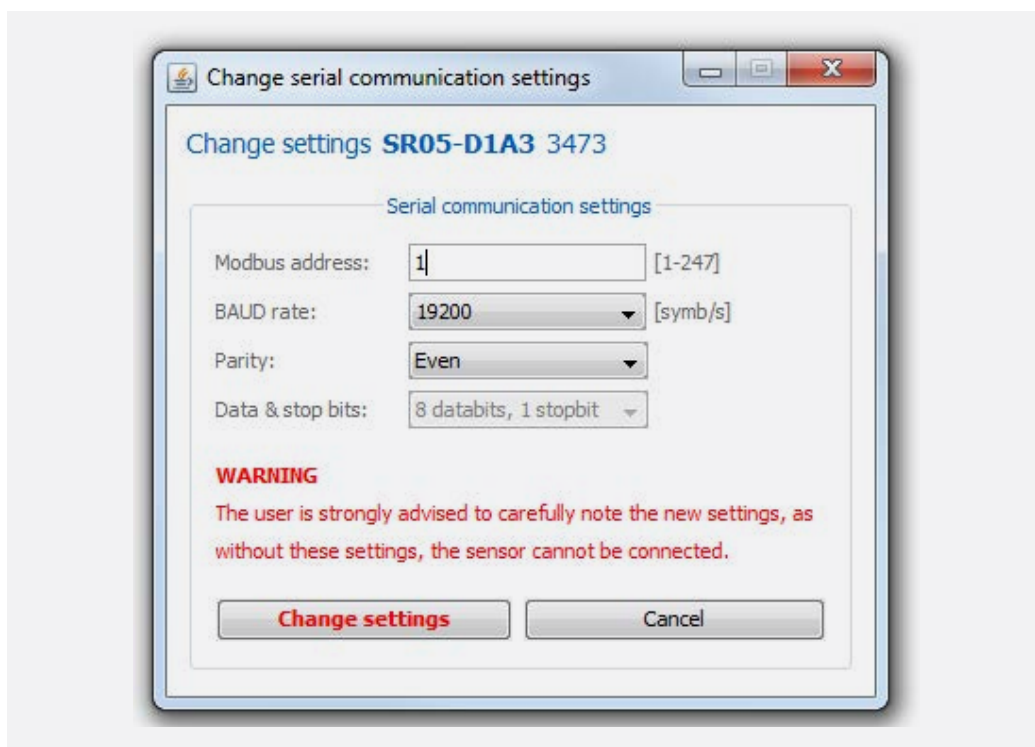 Change serial communication settings
Change settings SR05-D1A3 3473
Serial communication settings
Modbus address: 1 [1-247]
BAUD rate: 19200 [symb/s]
Parity: Even
Data & stop bits: 8 databits, 1 stopbit
WARNING
The user is strongly advised to carefully note the new settings, as
without these settings, the sensor cannot be connected.
Change settings Cancel